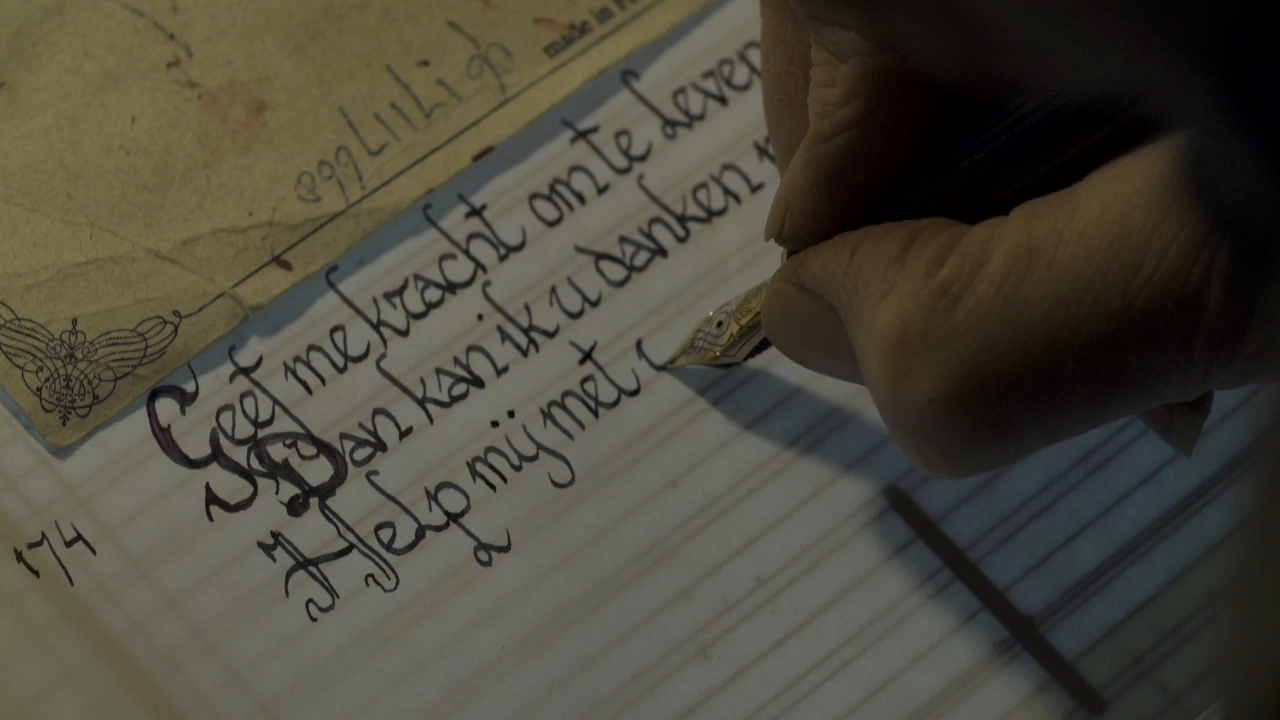 made in
Geef me kracht om te Leven
Dan kan ik u danken
Help mij met
174